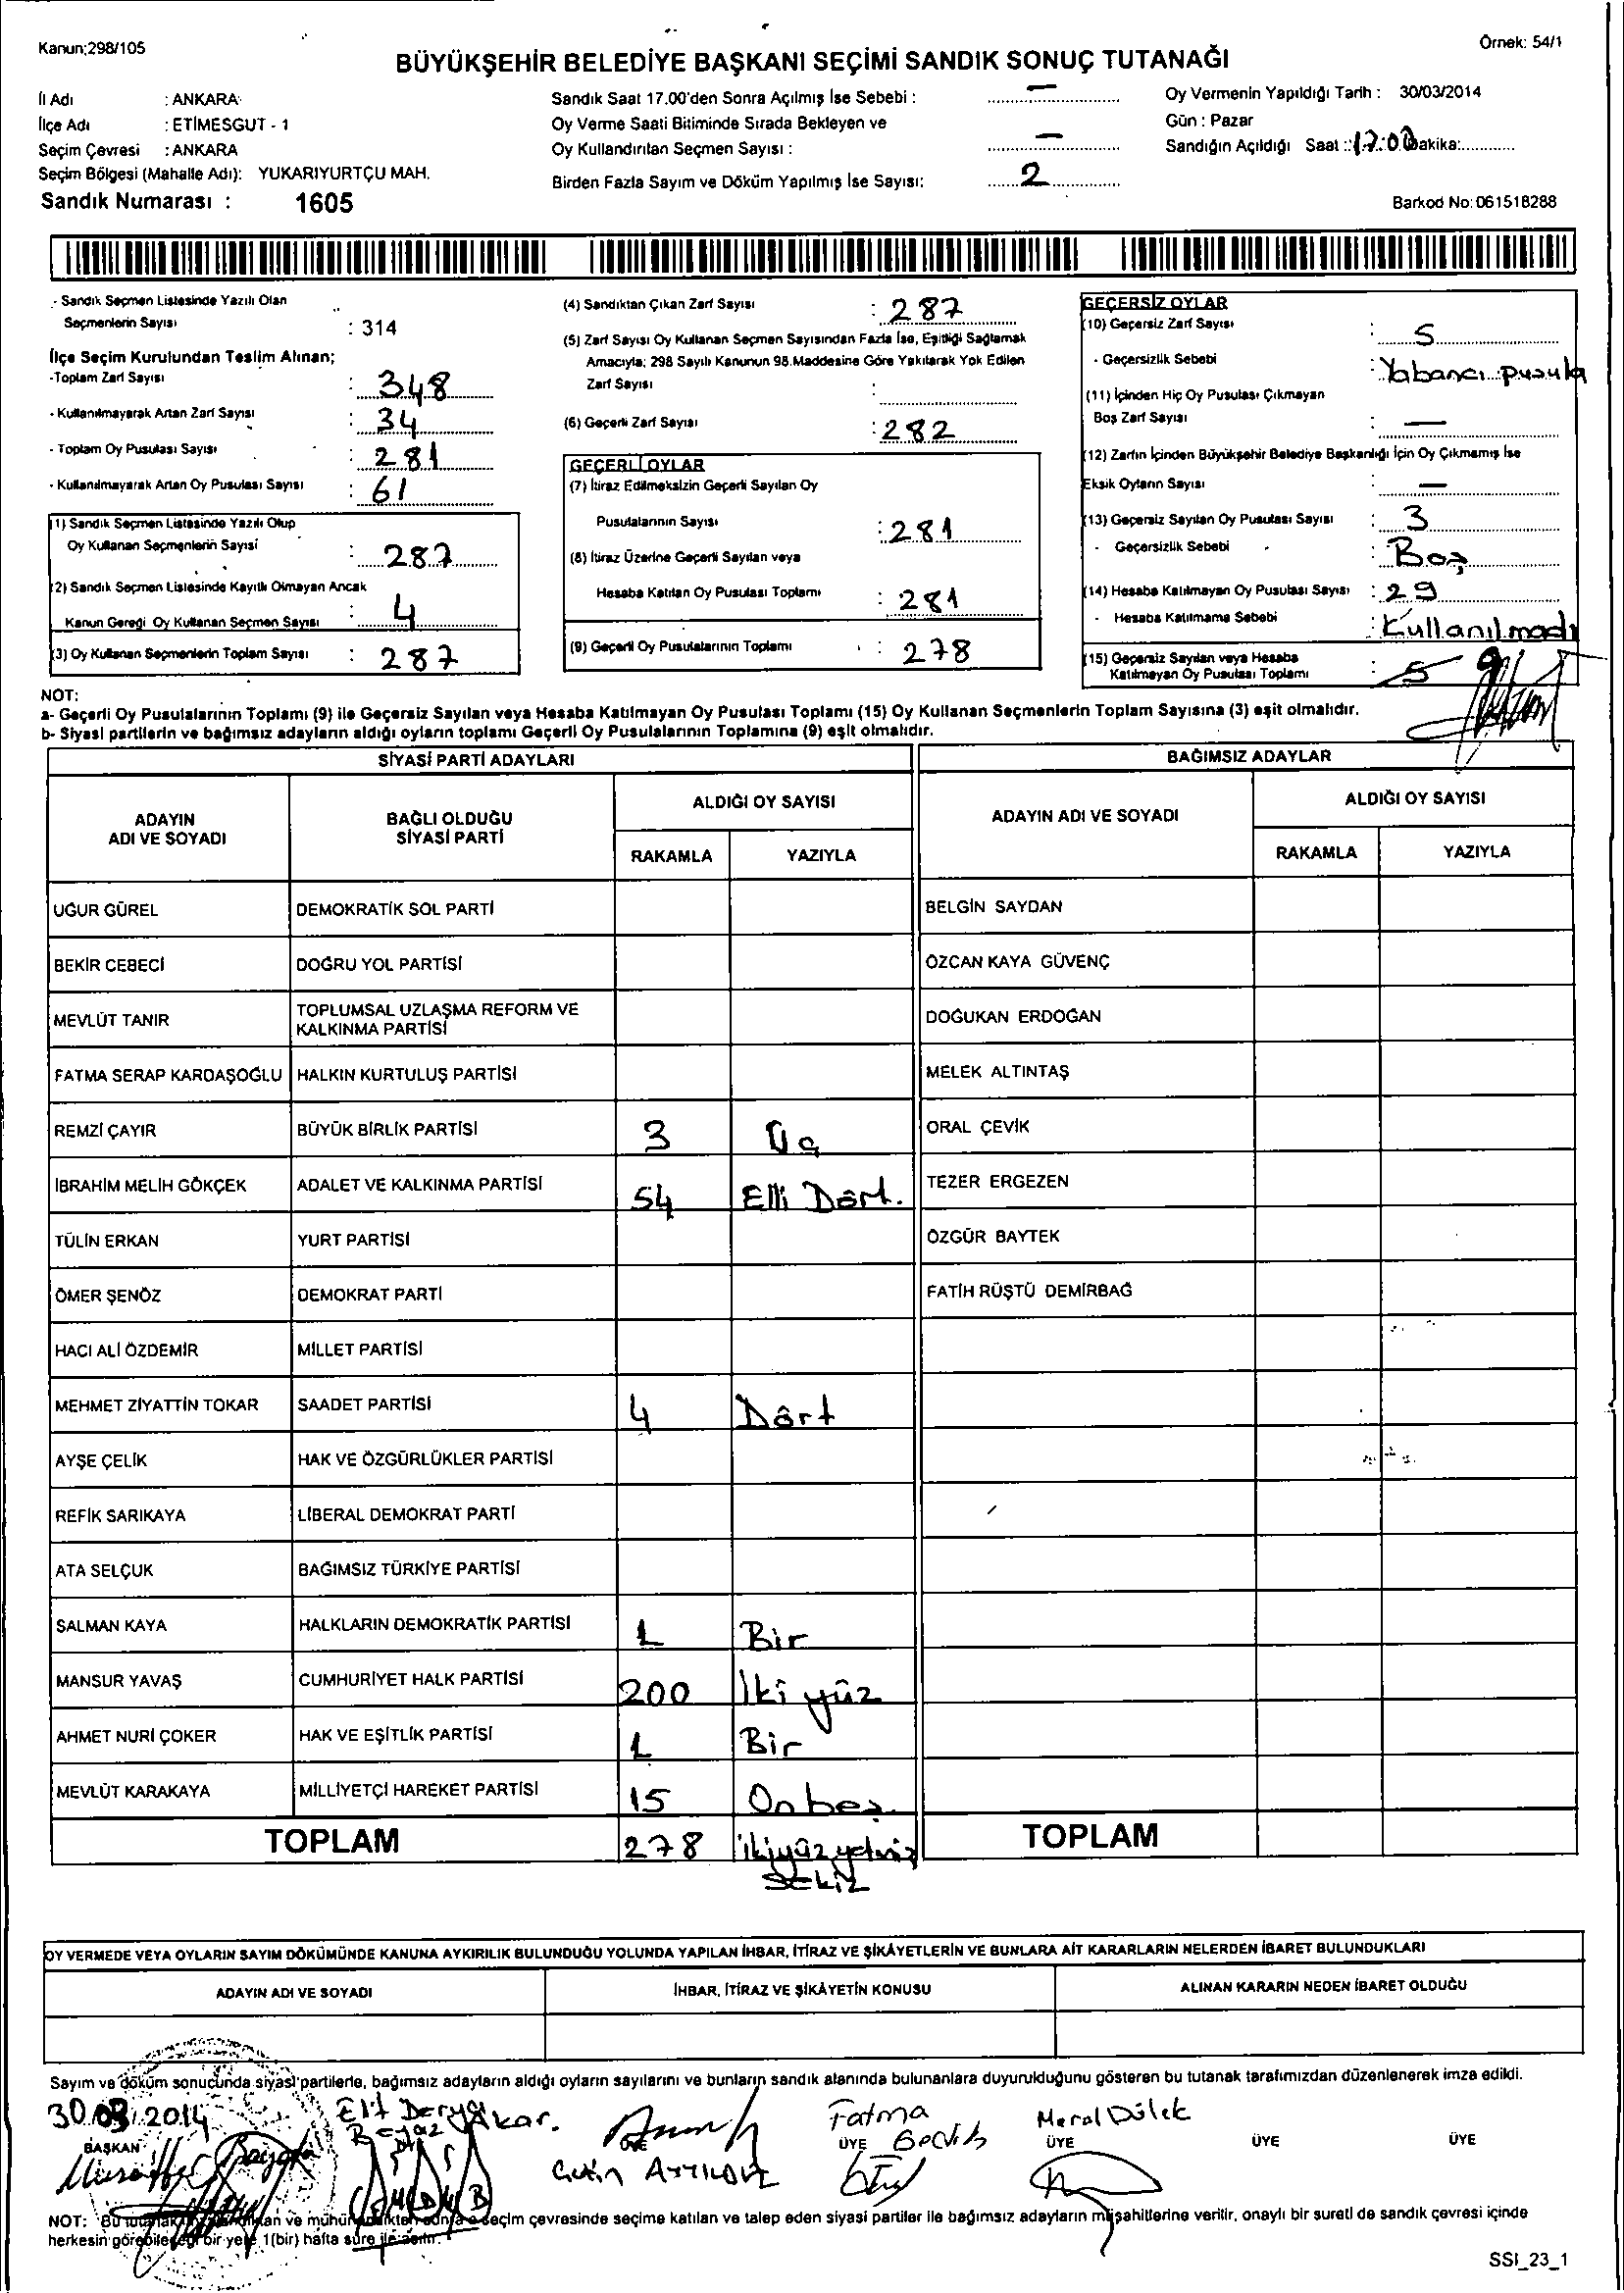 Kanun;298/105
Örnek: 54/1
BÜYÜKŞEHİR BELEDİYE BAŞKANI SEÇİMİ SANDIK SONUÇ TUTANAĞI
İl Adı : ANKARA
İlçe Adı : ETİMESGUT - 1
Seçim Çevresi : ANKARA
Seçim Bölgesi (Mahalle Adı): YUKARIYURTÇU MAH.
Sandık Numarası : 1605
Sandık Saat 17.00'den Sonra Açılmış İse Sebebi : —
Oy Verme Saati Bitiminde Sırada Bekleyen ve
Oy Kullandırılan Seçmen Sayısı : —
Birden Fazla Sayım ve Döküm Yapılmış İse Sayısı: 2
Oy Vermenin Yapıldığı Tarih : 30/03/2014
Gün : Pazar
Sandığın Açıldığı Saat : 17:00 Dakika:
Barkod No: 061518288
- Sandık Seçmen Listesinde Yazılı Olan
Seçmenlerin Sayısı : 314
İlçe Seçim Kurulundan Teslim Alınan;
-Toplam Zarf Sayısı : 348
- Kullanılmayarak Artan Zarf Sayısı : 34
- Toplam Oy Pusulası Sayısı : 281
- Kullanılmayarak Artan Oy Pusulası Sayısı : 61
(1) Sandık Seçmen Listesinde Yazılı Olup
Oy Kullanan Seçmenlerin Sayısı : 287
(2) Sandık Seçmen Listesinde Kayıtlı Olmayan Ancak
Kanun Gereği Oy Kullanan Seçmen Sayısı : 4
(3) Oy Kullanan Seçmenlerin Toplam Sayısı : 287
(4) Sandıktan Çıkan Zarf Sayısı : 287
(5) Zarf Sayısı Oy Kullanan Seçmen Sayısından Fazla İse, Eşitliği Sağlamak
Amacıyla; 298 Sayılı Kanunun 98.Maddesine Göre Yakılarak Yok Edilen
Zarf Sayısı :
(6) Geçerli Zarf Sayısı : 282
GEÇERLİ OYLAR
(7) İtiraz Edilmeksizin Geçerli Sayılan Oy
Pusulalarının Sayısı : 281
(8) İtiraz Üzerine Geçerli Sayılan veya
Hesaba Katılan Oy Pusulası Toplamı : 281
(9) Geçerli Oy Pusulalarının Toplamı : 278
GEÇERSİZ OYLAR
(10) Geçersiz Zarf Sayısı : 5
- Geçersizlik Sebebi : Yabancı pusula
(11) İçinden Hiç Oy Pusulası Çıkmayan
Boş Zarf Sayısı : —
(12) Zarfın İçinden Büyükşehir Belediye Başkanlığı İçin Oy Çıkmamış İse
Eksik Oyların Sayısı : —
(13) Geçersiz Sayılan Oy Pusulası Sayısı : 3
- Geçersizlik Sebebi : Boş
(14) Hesaba Katılmayan Oy Pusulası Sayısı : 29
- Hesaba Katılmama Sebebi : Kullanılmadı
(15) Geçersiz Sayılan veya Hesaba
Katılmayan Oy Pusulası Toplamı : 5 9
NOT:
a- Geçerli Oy Pusulalarının Toplamı (9) ile Geçersiz Sayılan veya Hesaba Katılmayan Oy Pusulası Toplamı (15) Oy Kullanan Seçmenlerin Toplam Sayısına (3) eşit olmalıdır.
b- Siyasi partilerin ve bağımsız adayların aldığı oyların toplamı Geçerli Oy Pusulalarının Toplamına (9) eşit olmalıdır.
SİYASİ PARTİ ADAYLARI
BAĞIMSIZ ADAYLAR
ADAYIN ADI VE SOYADI
BAĞLI OLDUĞU SİYASİ PARTİ
ALDIĞI OY SAYISI
RAKAMLA YAZIYLA
ADAYIN ADI VE SOYADI
ALDIĞI OY SAYISI
RAKAMLA YAZIYLA
UĞUR GÜREL DEMOKRATİK SOL PARTİ BELGİN SAYDAN
BEKİR CEBECİ DOĞRU YOL PARTİSİ ÖZCAN KAYA GÜVENÇ
MEVLÜT TANIR TOPLUMSAL UZLAŞMA REFORM VE KALKINMA PARTİSİ DOĞUKAN ERDOĞAN
FATMA SERAP KARDAŞOĞLU HALKIN KURTULUŞ PARTİSİ MELEK ALTINTAŞ
REMZİ ÇAYIR BÜYÜK BİRLİK PARTİSİ 3 Üç ORAL ÇEVİK
İBRAHİM MELİH GÖKÇEK ADALET VE KALKINMA PARTİSİ 54 Elli Dört. TEZER ERGEZEN
TÜLİN ERKAN YURT PARTİSİ ÖZGÜR BAYTEK
ÖMER ŞENÖZ DEMOKRAT PARTİ FATİH RÜŞTÜ DEMİRBAĞ
HACI ALİ ÖZDEMİR MİLLET PARTİSİ
MEHMET ZİYATTİN TOKAR SAADET PARTİSİ 4 Dört
AYŞE ÇELİK HAK VE ÖZGÜRLÜKLER PARTİSİ
REFİK SARIKAYA LİBERAL DEMOKRAT PARTİ
ATA SELÇUK BAĞIMSIZ TÜRKİYE PARTİSİ
SALMAN KAYA HALKLARIN DEMOKRATİK PARTİSİ 1 Bir
MANSUR YAVAŞ CUMHURİYET HALK PARTİSİ 200 İki yüz
AHMET NURİ ÇOKER HAK VE EŞİTLİK PARTİSİ 1 Bir
MEVLÜT KARAKAYA MİLLİYETÇİ HAREKET PARTİSİ 15 Onbeş
TOPLAM 278 ikiyüzyetmiş sekiz TOPLAM
OY VERMEDE VEYA OYLARIN SAYIM DÖKÜMÜNDE KANUNA AYKIRILIK BULUNDUĞU YOLUNDA YAPILAN İHBAR, İTİRAZ VE ŞİKÂYETLERİN VE BUNLARA AİT KARARLARIN NELERDEN İBARET BULUNDUKLARI
ADAYIN ADI VE SOYADI İHBAR, İTİRAZ VE ŞİKÂYETİN KONUSU ALINAN KARARIN NEDEN İBARET OLDUĞU
Sayım ve döküm sonucunda siyasi partilerle, bağımsız adayların aldığı oyların sayılarını ve bunların sandık alanında bulunanlara duyurulduğunu gösteren bu tutanak tarafımızdan düzenlenerek imza edildi.
30.03.2014 Elif Derya Akar. Fatma Meral Dülek
BAŞKAN Beyaz ÜYE ÜYE ÜYE ÜYE ÜYE
Çetin
NOT: Bu tutanak ve mühürlendikten sonra o seçim çevresinde seçime katılan ve talep eden siyasi partiler ile bağımsız adayların müşahitlerine verilir, onaylı bir sureti de sandık çevresi içinde
herkesin görebileceği bir yere 1(bir) hafta süre ile asılır.
SSI_23_1